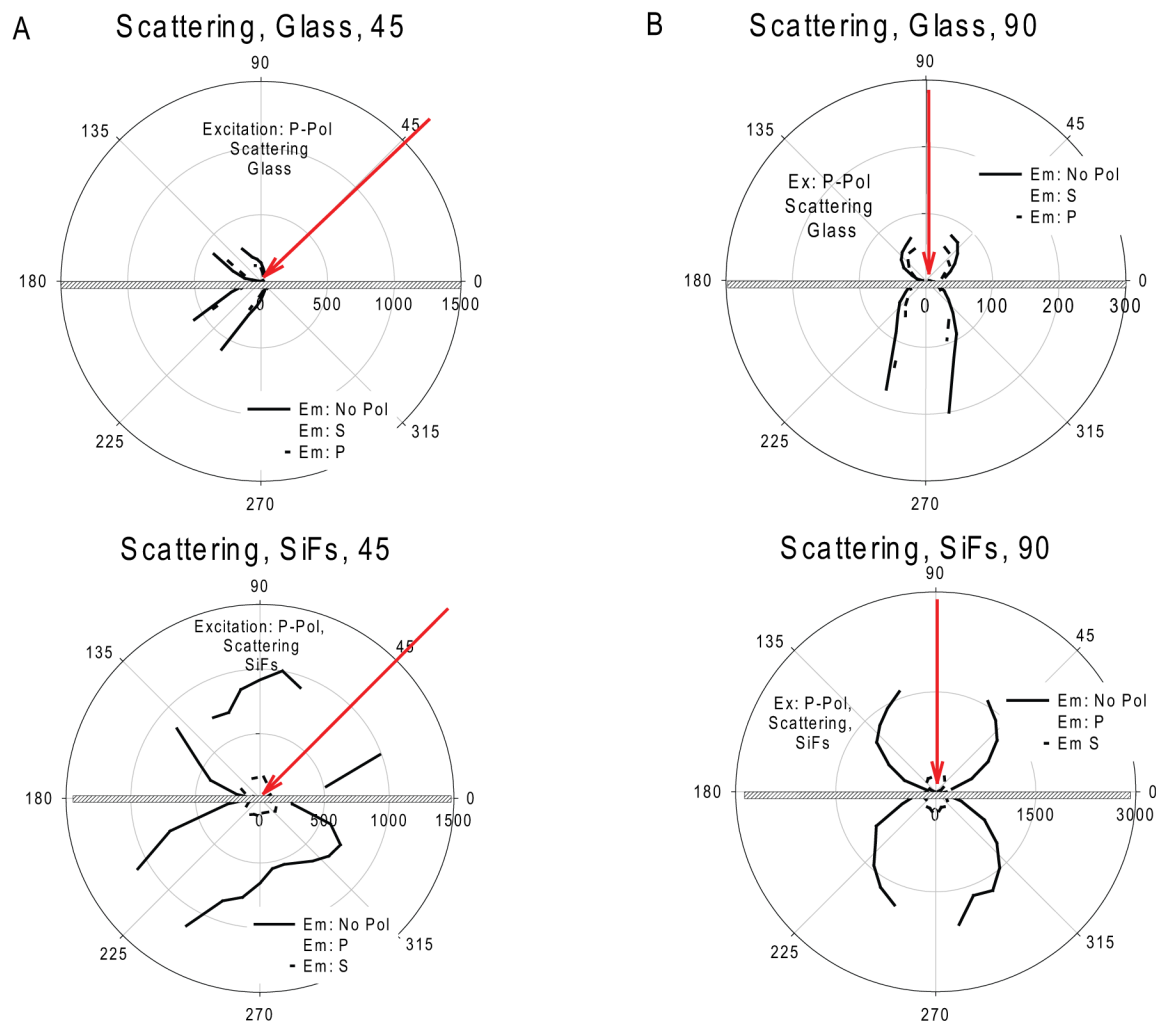 A
Scattering, Glass, 45
90
135
45
Excitation: P-Pol
Scattering
Glass
180
0
0
500
1000
1500
Em: No Pol
Em: S
Em: P
225
315
270
B
Scattering, Glass, 90
90
135
45
Ex: P-Pol
Scattering
Glass
Em: No Pol
Em: S
Em: P
180
0
0
100
200
300
225
315
270
Scattering, SiFs, 45
90
135
45
Excitation: P-Pol,
Scattering
SiFs
180
0
0
500
1000
1500
Em: No Pol
Em: P
Em: S
225
315
270
Scattering, SiFs, 90
90
135
45
Ex: P-Pol,
Scattering,
SiFs
Em: No Pol
Em: P
Em S
180
0
0
1500
3000
225
315
270